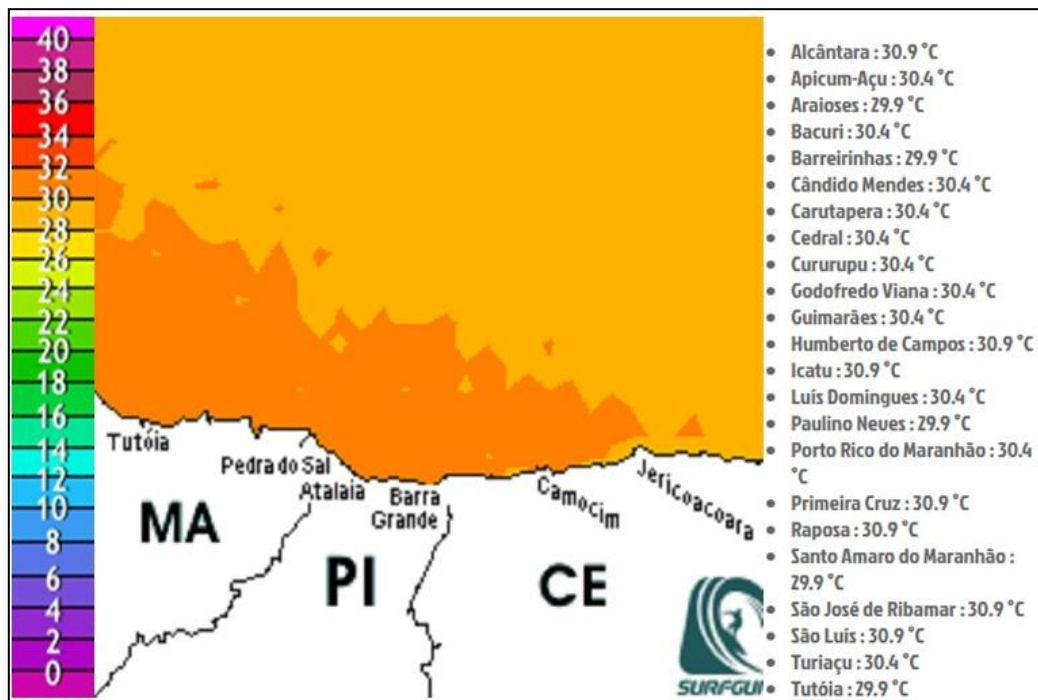 40
38
36
34
32
30
28
26
24
22
20
18
16
14
12
10
8
6
4
2
0
Tutóia
Pedra do Sal
Atalaia
Barra
Grande
Camocim
Jericoacoara
MA
PI
CE
• Alcântara : 30.9 °C
• Apicum-Açu : 30.4 °C
• Araioses : 29.9 °C
• Bacuri : 30.4 °C
• Barreirinhas : 29.9 °C
• Cândido Mendes : 30.4 °C
• Carutapera : 30.4 °C
• Cedral : 30.4 °C
• Cururupu : 30.4 °C
• Godofredo Viana : 30.4 °C
• Guimarães : 30.4 °C
• Humberto de Campos : 30.9 °C
• Icatu : 30.9 °C
• Luís Domingues : 30.4 °C
• Paulino Neves : 29.9 °C
• Porto Rico do Maranhão : 30.4
°C
• Primeira Cruz : 30.9 °C
• Raposa : 30.9 °C
• Santo Amaro do Maranhão :
29.9 °C
• São José de Ribamar : 30.9 °C
• São Luís : 30.9 °C
• Turiaçu : 30.4 °C
• Tutóia : 29.9 °C